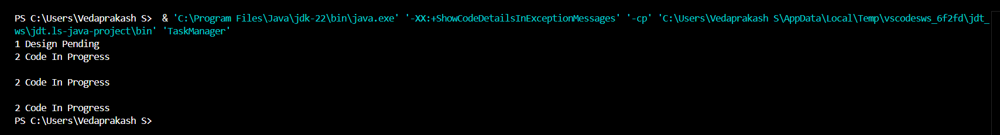 PS C:\Users\Vedaprakash S>  & 'C:\Program Files\Java\jdk-22\bin\java.exe' '-XX:+ShowCodeDetailsInExceptionMessages' '-cp' 'C:\Users\Vedaprakash S\AppData\Local\Temp\vscodesws_6f2fd\jdt_
ws\jdt.ls-java-project\bin' 'TaskManager'
1 Design Pending
2 Code In Progress
2 Code In Progress
2 Code In Progress
PS C:\Users\Vedaprakash S>